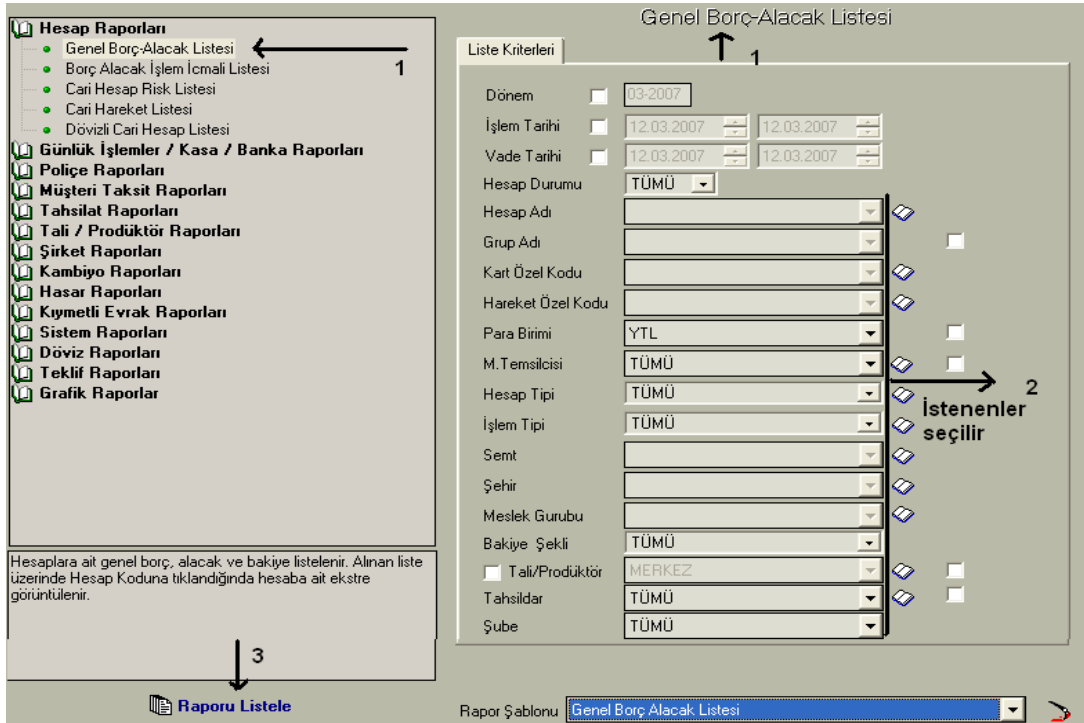 Hesap Raporları
Genel Borç-Alacak Listesi
1
Borç Alacak İşlem İcmali Listesi
Cari Hesap Risk Listesi
Cari Hareket Listesi
Dövizli Cari Hesap Listesi
Günlük İşlemler / Kasa / Banka Raporları
Poliçe Raporları
Müşteri Taksit Raporları
Tahsilat Raporları
Tali / Prodüktör Raporları
Şirket Raporları
Kambiyo Raporları
Hasar Raporları
Kıymetli Evrak Raporları
Sistem Raporları
Döviz Raporları
Teklif Raporları
Grafik Raporlar
Hesaplara ait genel borç, alacak ve bakiye listelenir. Alınan liste
üzerinde Hesap Koduna tıklandığında hesaba ait ekstre
görüntülenir.
3
Raporu Listele
Genel Borç-Alacak Listesi
1
Liste Kriterleri
Dönem 03-2007
İşlem Tarihi 12.03.2007 12.03.2007
Vade Tarihi 12.03.2007 12.03.2007
Hesap Durumu TÜMÜ
Hesap Adı
Grup Adı
Kart Özel Kodu
Hareket Özel Kodu
Para Birimi YTL
M.Temsilcisi TÜMÜ
2
Hesap Tipi TÜMÜ
İstenenler
seçilir
İşlem Tipi TÜMÜ
Semt
Şehir
Meslek Gurubu
Bakiye Şekli TÜMÜ
Tali/Prodüktör MERKEZ
Tahsildar TÜMÜ
Şube TÜMÜ
Rapor Şablonu Genel Borç Alacak Listesi